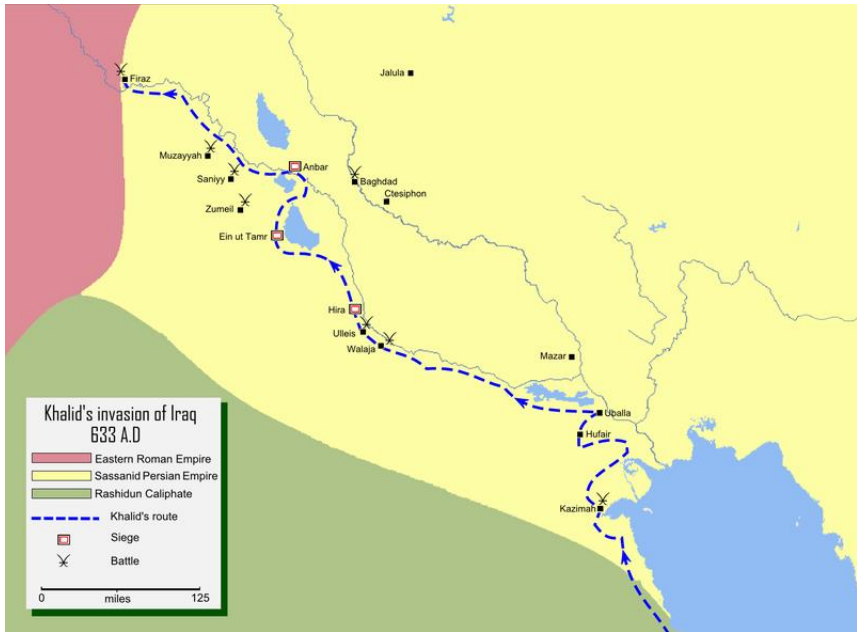 Firaz
Jalula
Muzayyah
Anbar
Saniyy
Baghdad
Ctesiphon
Zumeil
Ein ut Tamr
Hira
Ulleis
Walaja
Mazar
Uballa
Hufair
Kazimah
Khalid's invasion of Iraq
633 A.D
Eastern Roman Empire
Sassanid Persian Empire
Rashidun Caliphate
Khalid's route
Siege
Battle
0 miles 125